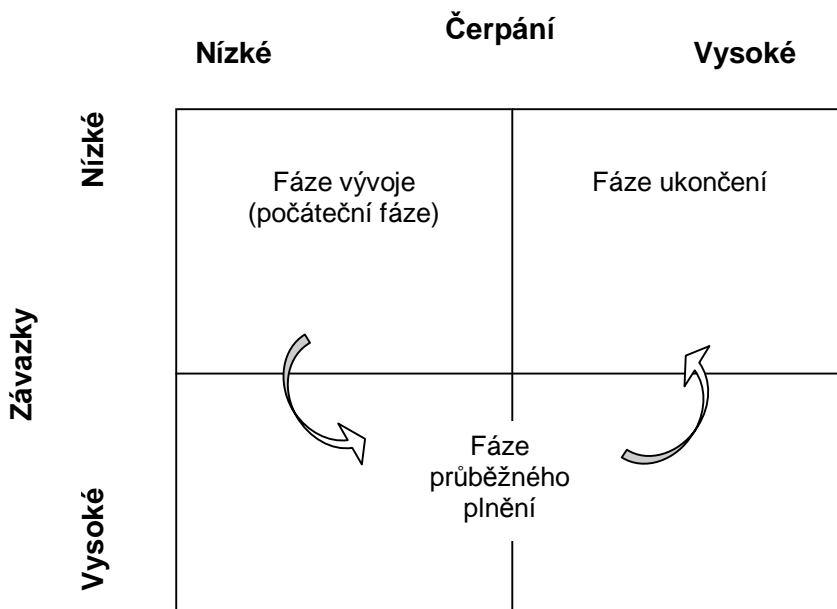 Čerpání
Nízké
Vysoké
Nízké
Závazky
Vysoké
Fáze vývoje
(počáteční fáze)
Fáze ukončení
Fáze
průběžného
plnění